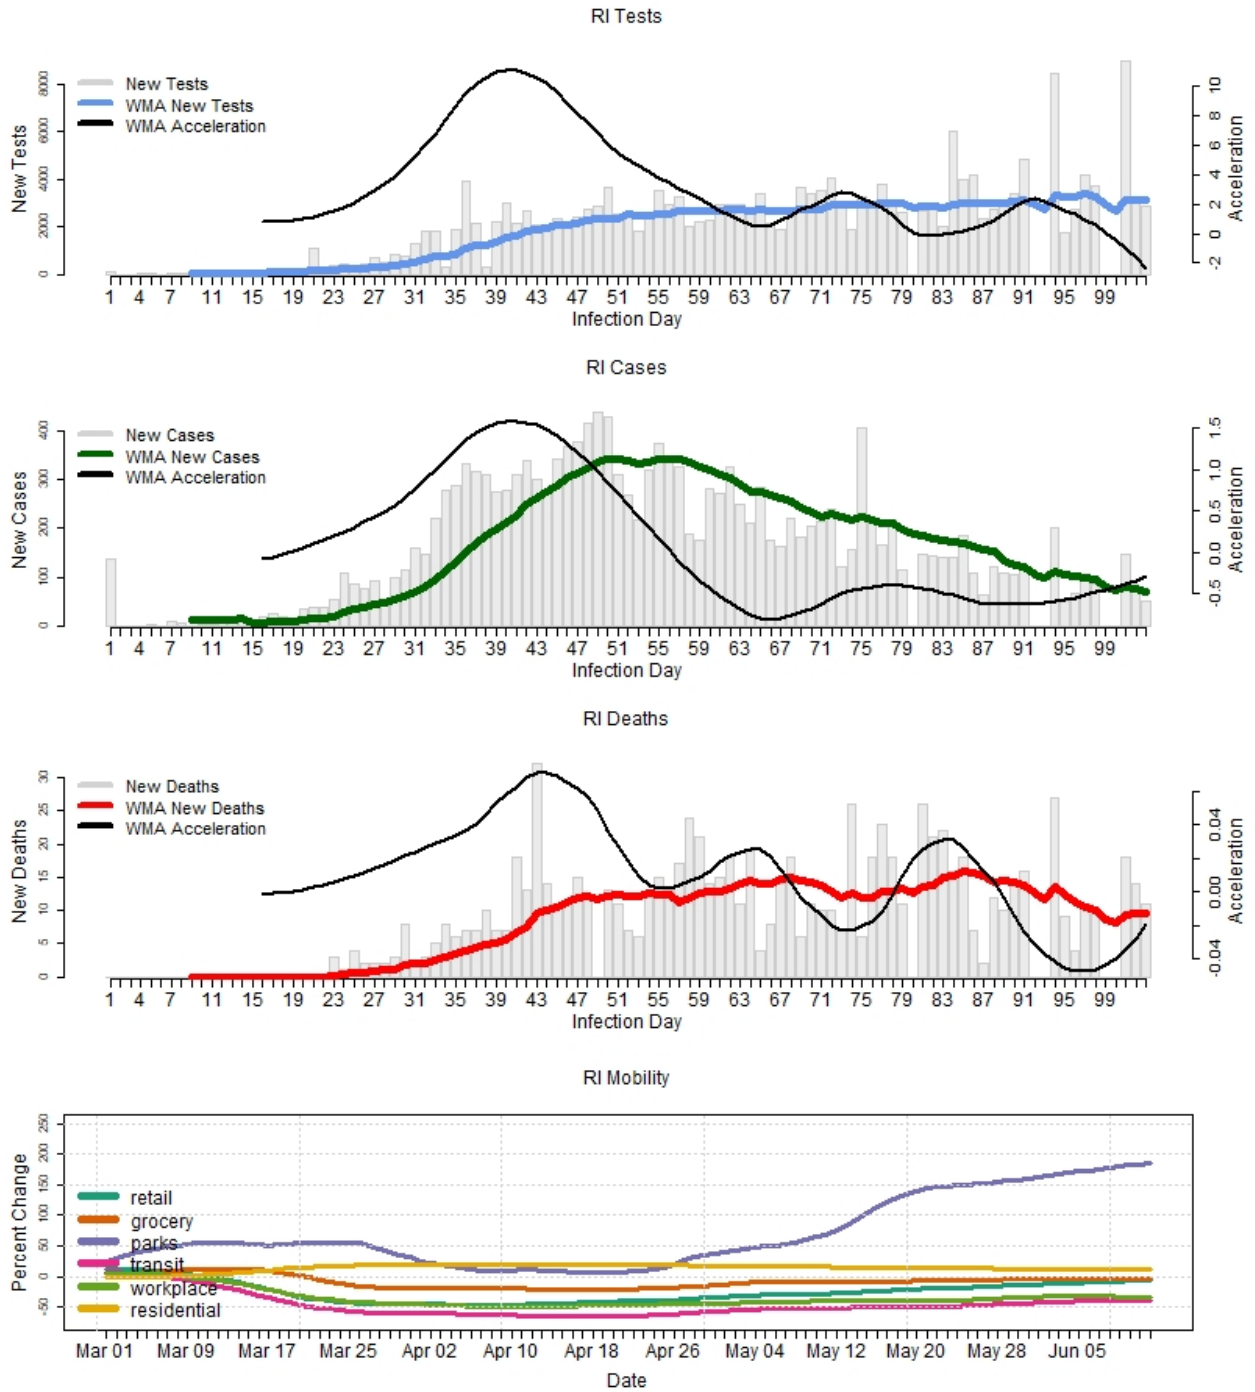 RI Tests
New Tests
WMA New Tests
WMA Acceleration
New Tests
0 2000 4000 6000 8000
-2 0 2 4 6 8 10
Acceleration
1 4 7 11 15 19 23 27 31 35 39 43 47 51 55 59 63 67 71 75 79 83 87 91 95 99
Infection Day
RI Cases
New Cases
WMA New Cases
WMA Acceleration
New Cases
0 100 200 300 400
-0.5 0.0 0.5 1.0 1.5
Acceleration
1 4 7 11 15 19 23 27 31 35 39 43 47 51 55 59 63 67 71 75 79 83 87 91 95 99
Infection Day
RI Deaths
New Deaths
WMA New Deaths
WMA Acceleration
New Deaths
0 5 10 15 20 25 30
-0.04 0.00 0.04
Acceleration
1 4 7 11 15 19 23 27 31 35 39 43 47 51 55 59 63 67 71 75 79 83 87 91 95 99
Infection Day
RI Mobility
retail
grocery
parks
transit
workplace
residential
Percent Change
-50 0 50 100 150 200 250
Mar 01 Mar 09 Mar 17 Mar 25 Apr 02 Apr 10 Apr 18 Apr 26 May 04 May 12 May 20 May 28 Jun 05
Date